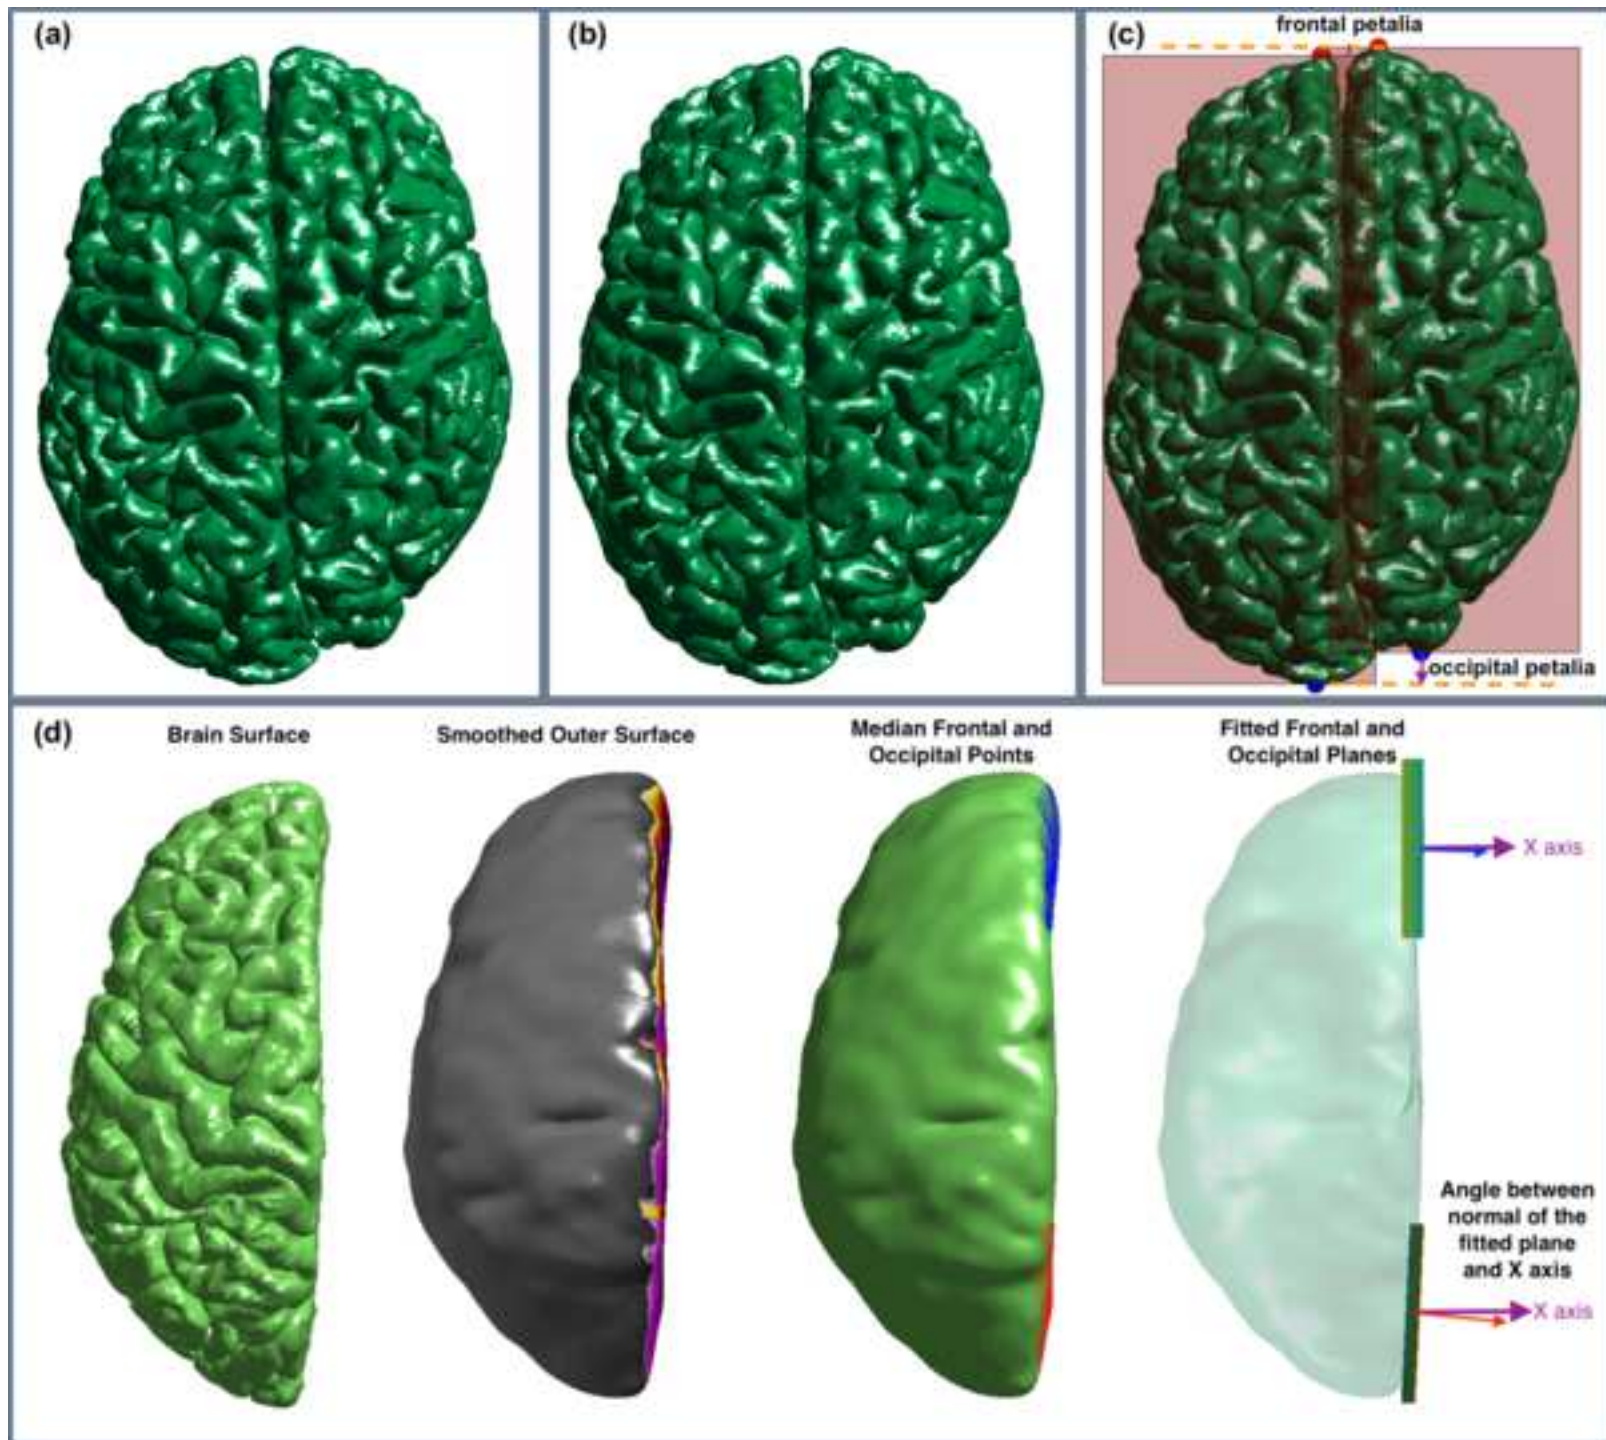 (a)
(b)
(c)
frontal petalia
occipital petalia
(d)
Brain Surface
Smoothed Outer Surface
Median Frontal and
Occipital Points
Fitted Frontal and
Occipital Planes
X axis
Angle between
normal of the
fitted plane
and X axis
X axis